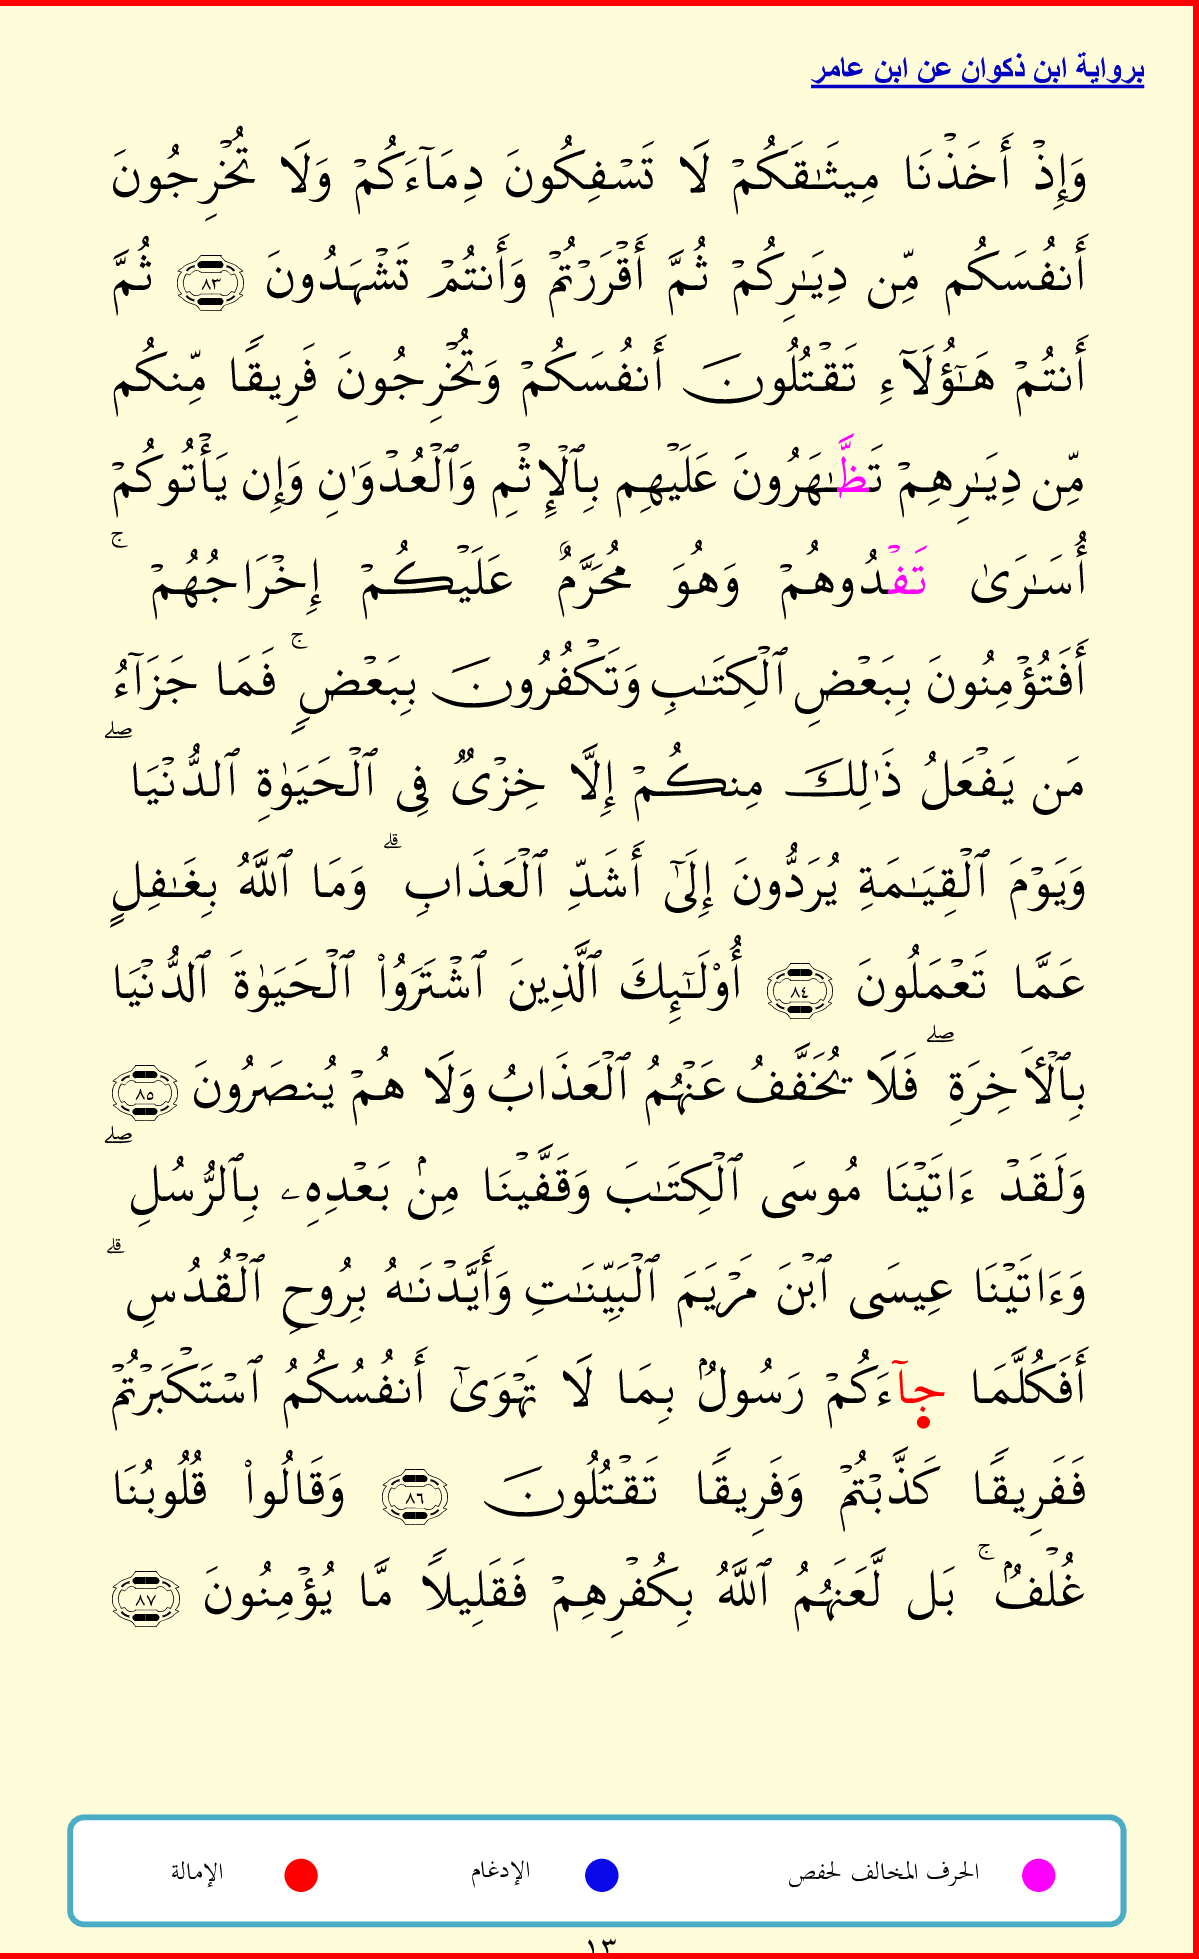 برواية ابن ذكوان عن ابن عامر
وَإِذۡ أَخَذۡنَا مِيثَٰقَكُمۡ لَا تَسۡفِكُونَ دِمَآءَكُمۡ وَلَا تُخۡرِجُونَ
أَنفُسَكُم مِّن دِيَٰرِكُمۡ ثُمَّ أَقۡرَرۡتُمۡ وَأَنتُمۡ تَشۡهَدُونَ ٨٣ ثُمَّ
أَنتُمۡ هَٰٓؤُلَآءِ تَقۡتُلُونَ أَنفُسَكُمۡ وَتُخۡرِجُونَ فَرِيقٗا مِّنكُم
مِّن دِيَٰرِهِمۡ تَظَّٰهَرُونَ عَلَيۡهِم بِٱلۡإِثۡمِ وَٱلۡعُدۡوَٰنِ وَإِن يَأۡتُوكُمۡ
أُسَٰرَىٰ تَفۡدُوهُمۡ وَهُوَ مُحَرَّمٌ عَلَيۡكُمۡ إِخۡرَاجُهُمۡۚ
أَفَتُؤۡمِنُونَ بِبَعۡضِ ٱلۡكِتَٰبِ وَتَكۡفُرُونَ بِبَعۡضٖۚ فَمَا جَزَآءُ
مَن يَفۡعَلُ ذَٰلِكَ مِنكُمۡ إِلَّا خِزۡيٞ فِي ٱلۡحَيَوٰةِ ٱلدُّنۡيَاۖ
وَيَوۡمَ ٱلۡقِيَٰمَةِ يُرَدُّونَ إِلَىٰٓ أَشَدِّ ٱلۡعَذَابِۗ وَمَا ٱللَّهُ بِغَٰفِلٍ
عَمَّا تَعۡمَلُونَ ٨٤ أُوْلَٰٓئِكَ ٱلَّذِينَ ٱشۡتَرَوُاْ ٱلۡحَيَوٰةَ ٱلدُّنۡيَا
بِٱلۡأٓخِرَةِۖ فَلَا يُخَفَّفُ عَنۡهُمُ ٱلۡعَذَابُ وَلَا هُمۡ يُنصَرُونَ ٨٥
وَلَقَدۡ ءَاتَيۡنَا مُوسَى ٱلۡكِتَٰبَ وَقَفَّيۡنَا مِنۢ بَعۡدِهِۦ بِٱلرُّسُلِۖ
وَءَاتَيۡنَا عِيسَى ٱبۡنَ مَرۡيَمَ ٱلۡبَيِّنَٰتِ وَأَيَّدۡنَٰهُ بِرُوحِ ٱلۡقُدُسِۗ
أَفَكُلَّمَا جَآءَكُمۡ رَسُولُۢ بِمَا لَا تَهۡوَىٰٓ أَنفُسُكُمُ ٱسۡتَكۡبَرۡتُمۡ
فَفَرِيقٗا كَذَّبۡتُمۡ وَفَرِيقٗا تَقۡتُلُونَ ٨٦ وَقَالُواْ قُلُوبُنَا
غُلۡفُۢۚ بَل لَّعَنَهُمُ ٱللَّهُ بِكُفۡرِهِمۡ فَقَلِيلٗا مَّا يُؤۡمِنُونَ ٨٧
الحرف المخالف لحفص الإدغام الإمالة
١٣